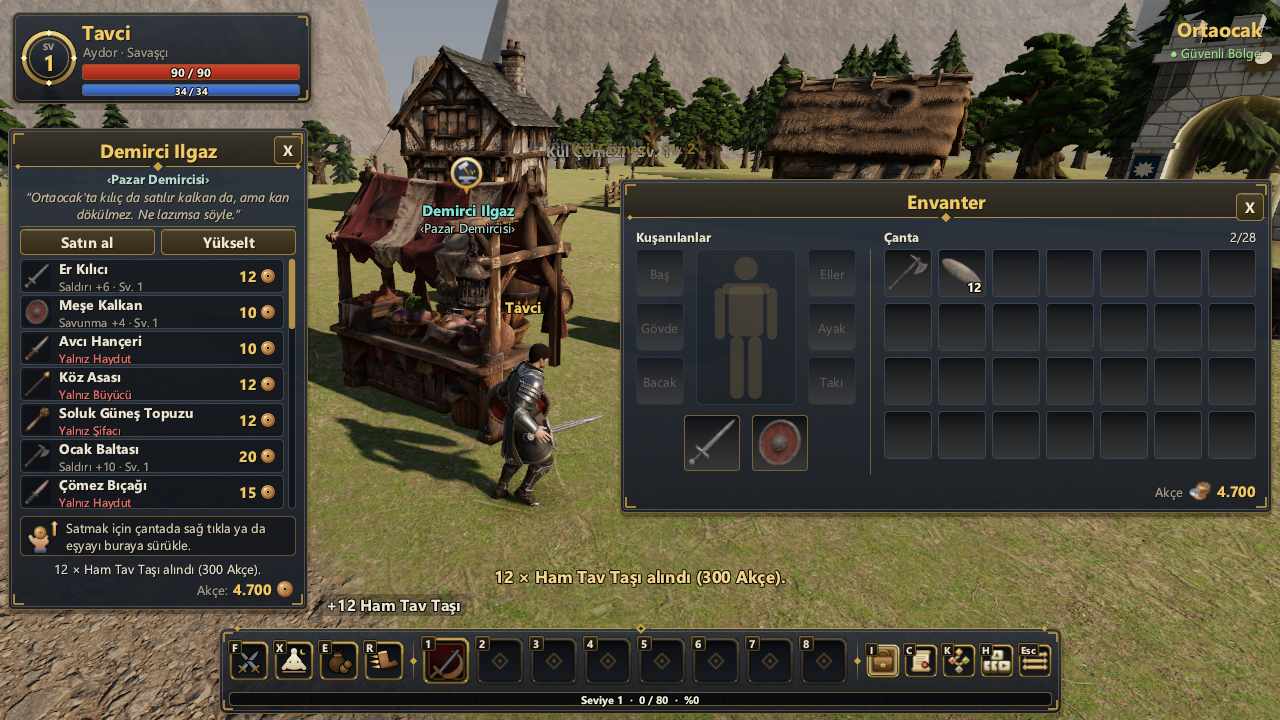 SV
1
Tavci
Aydor · Savaşçı
90 / 90
34 / 34
Ortaocak
Güvenli Bölge
Demirci Ilgaz
X
‹Pazar Demircisi›
“Ortaocak'ta kılıç da satılır kalkan da, ama kan
dökülmez. Ne lazımsa söyle.”
Satın al
Yükselt
Er Kılıcı
Saldırı +6 · Sv. 1
12
Meşe Kalkan
Savunma +4 · Sv. 1
10
Avcı Hançeri
Yalnız Haydut
10
Köz Asası
Yalnız Büyücü
12
Soluk Güneş Topuzu
Yalnız Şifacı
12
Ocak Baltası
Saldırı +10 · Sv. 1
20
Çömez Bıçağı
Yalnız Haydut
15
Satmak için çantada sağ tıkla ya da
eşyayı buraya sürükle.
12 × Ham Tav Taşı alındı (300 Akçe).
Akçe: 4.700
Demirci Ilgaz
‹Pazar Demircisi›
Tavci
Envanter
X
Kuşanılanlar
Baş
Eller
Gövde
Ayak
Bacak
Takı
Çanta
2/28
12
Akçe 4.700
12 × Ham Tav Taşı alındı (300 Akçe).
+12 Ham Tav Taşı
F
X
E
R
1
2
3
4
5
6
7
8
I
C
K
H
Esc
Seviye 1 · 0 / 80 · %0